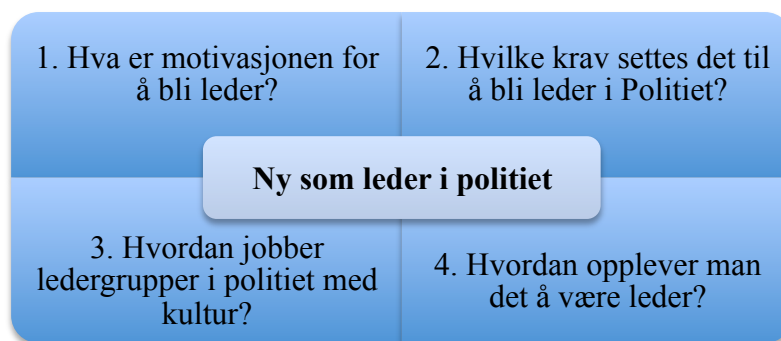 1. Hva er motivasjonen for
å bli leder?
2. Hvilke krav settes det til
å bli leder i Politiet?
Ny som leder i politiet
3. Hvordan jobber
ledergrupper i politiet med
kultur?
4. Hvordan opplever man
det å være leder?